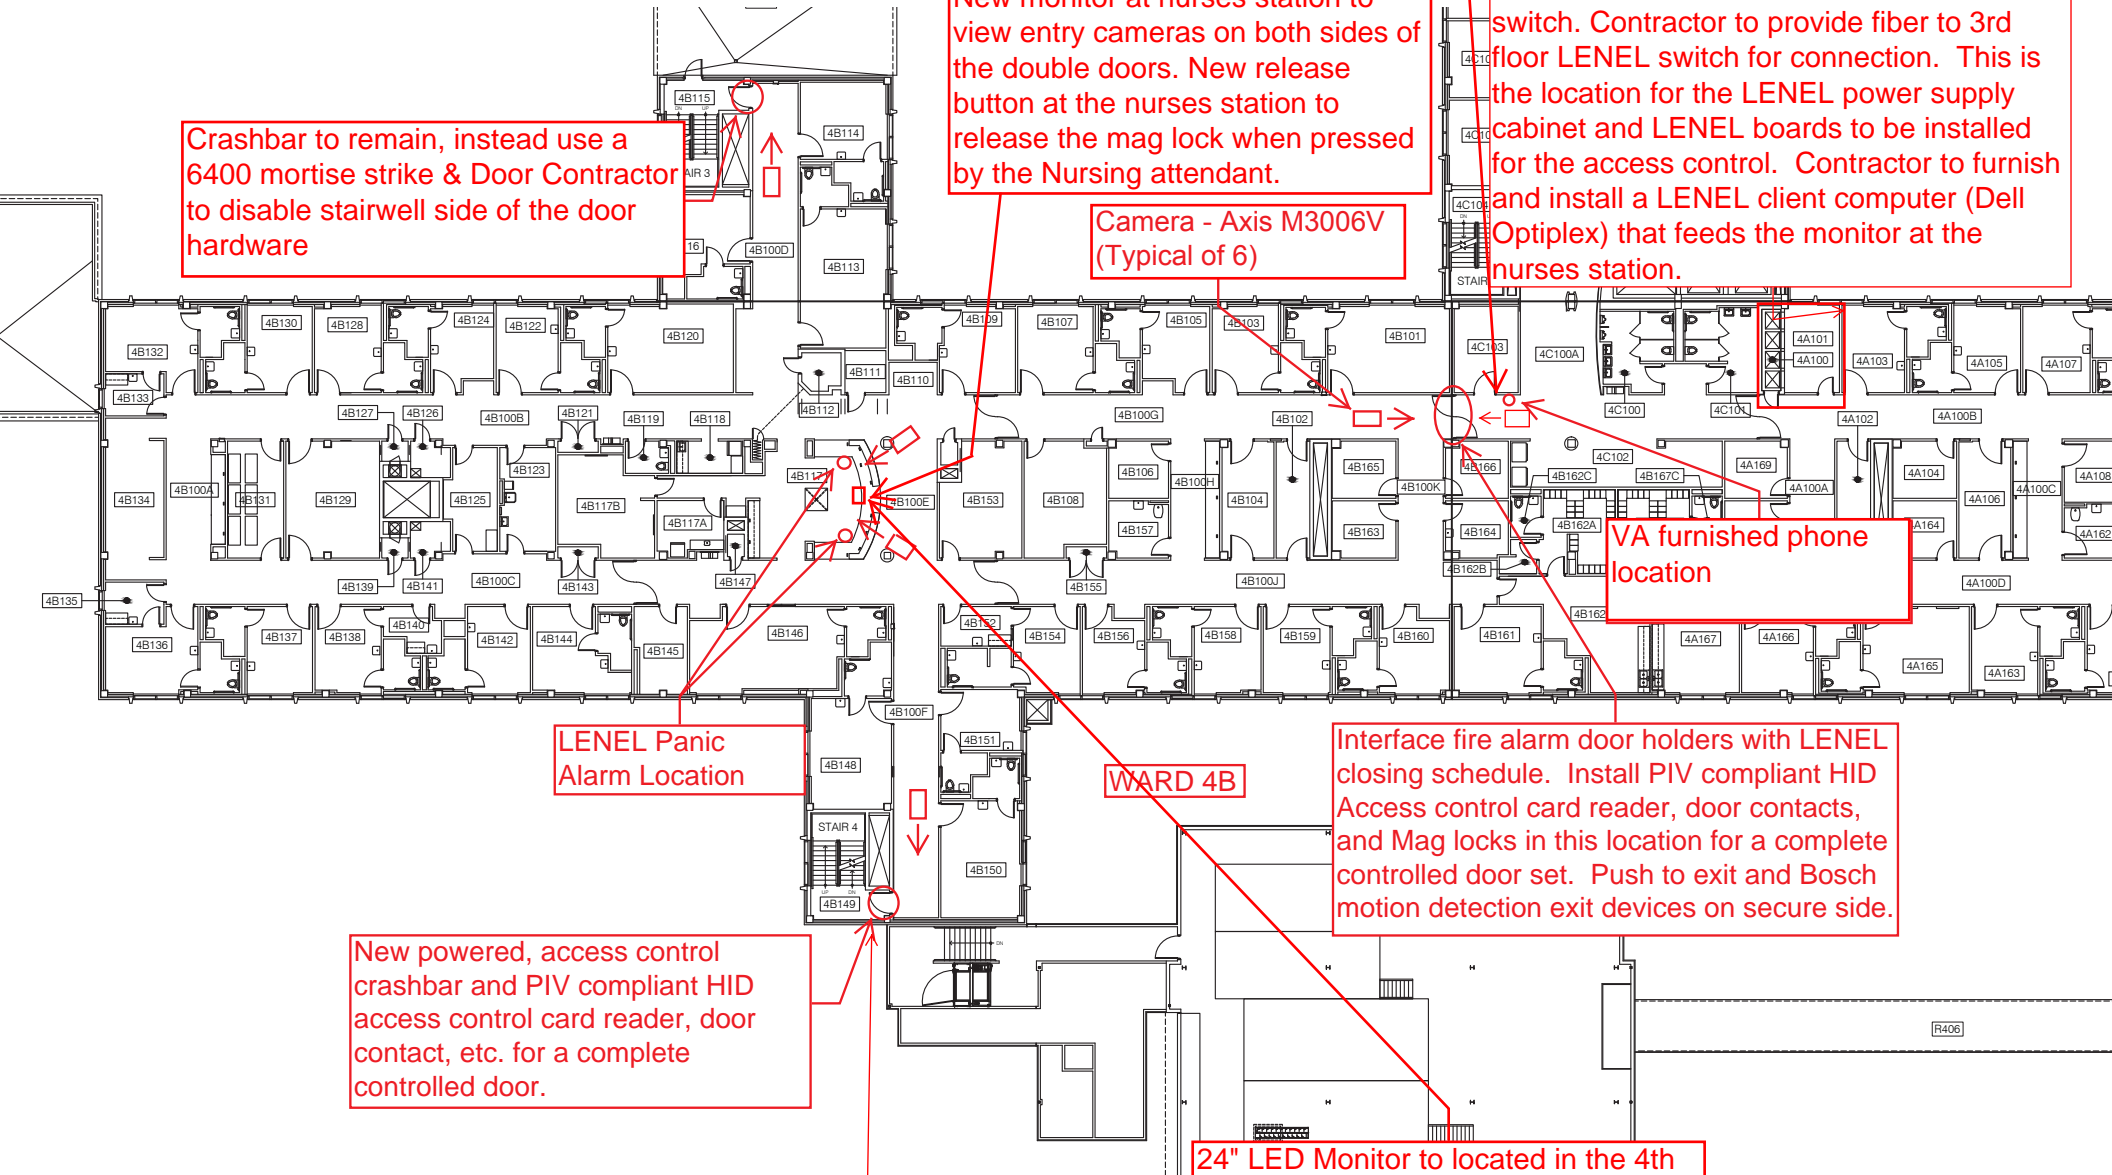 New monitor at nurses station to
view entry cameras on both sides of
the double doors. New release
button at the nurses station to
release the mag lock when pressed
by the Nursing attendant.
switch. Contractor to provide fiber to 3rd
floor LENEL switch for connection.  This is
the location for the LENEL power supply
cabinet and LENEL boards to be installed
for the access control.  Contractor to furnish
and install a LENEL client computer (Dell
Optiplex) that feeds the monitor at the
nurses station.
Crashbar to remain, instead use a
6400 mortise strike & Door Contractor
to disable stairwell side of the door
hardware
Camera - Axis M3006V
(Typical of 6)
4B115
DN UP
4B114
AIR 3
16
4B100D
4B113
4C10
4C10
4C104
DN UP
STAIR
4B130
4B128
4B124
4B122
4B120
4B132
4B133
4B109
4B107
4B105
4B103
4B101
4C103
4C100A
4A101
4A100
4A103
4A105
4A107
4B111
4B110
4B112
4B127
4B126
4B100B
4B121
4B119
4B118
4B100G
4B102
4C100
4C101
4A102
4A100B
4B134
4B100A
4B131
4B129
4B125
4B123
4B117B
4B117A
4B117
4B100E
4B153
4B108
4B106
4B100H
4B157
4B104
4B165
4B163
4B100K
4B166
4B164
4C102
4B162C
4B167C
4B162A
4B162B
4A169
4A100A
4A104
4A164
4A106
4A100C
4A108
4A162
VA furnished phone
location
4B135
4B139
4B141
4B100C
4B143
4B147
4B155
4B100J
4A100D
4B136
4B137
4B138
4B140
4B142
4B144
4B145
4B146
4B152
4B154
4B156
4B158
4B159
4B160
4B161
4B162
4A167
4A166
4A165
4A163
4B100F
4B151
4B148
4B150
STAIR 4
UP DN
4B149
LENEL Panic
Alarm Location
WARD 4B
Interface fire alarm door holders with LENEL
closing schedule.  Install PIV compliant HID
Access control card reader, door contacts,
and Mag locks in this location for a complete
controlled door set.  Push to exit and Bosch
motion detection exit devices on secure side.
New powered, access control
crashbar and PIV compliant HID
access control card reader, door
contact, etc. for a complete
controlled door.
DN
R406
24" LED Monitor to located in the 4th